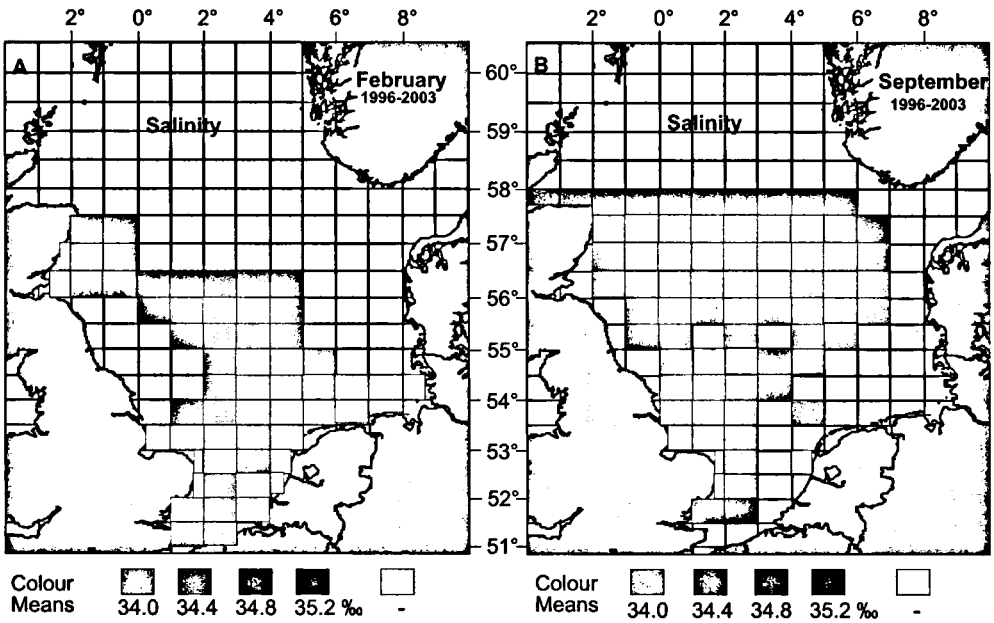 2° 0° 2° 4° 6° 8°
2° 0° 2° 4° 6° 8°
A
February
1996-2003
Salinity
60°
59°
58°
57°
56°
55°
54°
53°
52°
51°
B
September
1996-2003
Salinity
Colour
Means
34.0 34.4 34.8 35.2 ‰ -
Colour
Means
34.0 34.4 34.8 35.2 ‰ -